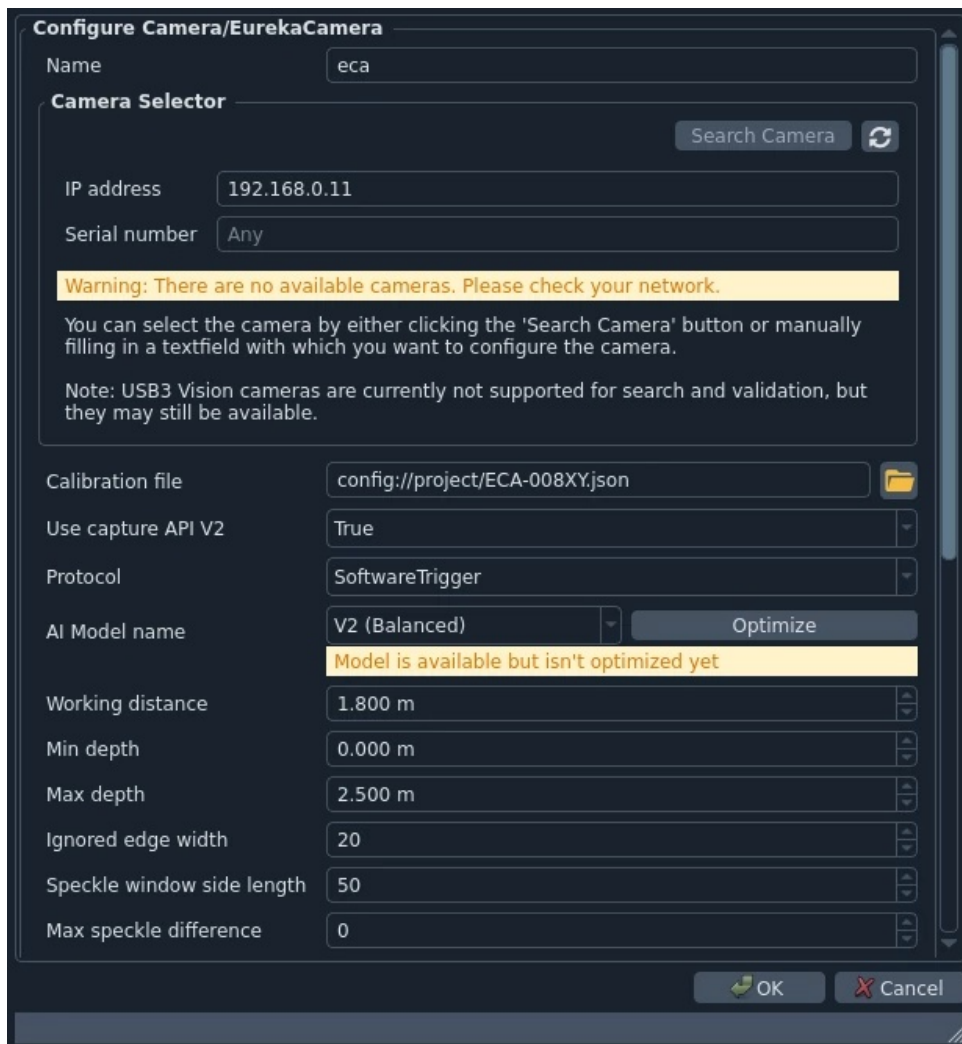 Configure Camera/EurekaCamera
Name eca
Camera Selector
Search Camera
IP address 192.168.0.11
Serial number Any
Warning: There are no available cameras. Please check your network.
You can select the camera by either clicking the 'Search Camera' button or manually
filling in a textfield with which you want to configure the camera.
Note: USB3 Vision cameras are currently not supported for search and validation, but
they may still be available.
Calibration file config://project/ECA-008XY.json
Use capture API V2 True
Protocol SoftwareTrigger
AI Model name V2 (Balanced) Optimize
Model is available but isn't optimized yet
Working distance 1.800 m
Min depth 0.000 m
Max depth 2.500 m
Ignored edge width 20
Speckle window side length 50
Max speckle difference 0
OK Cancel